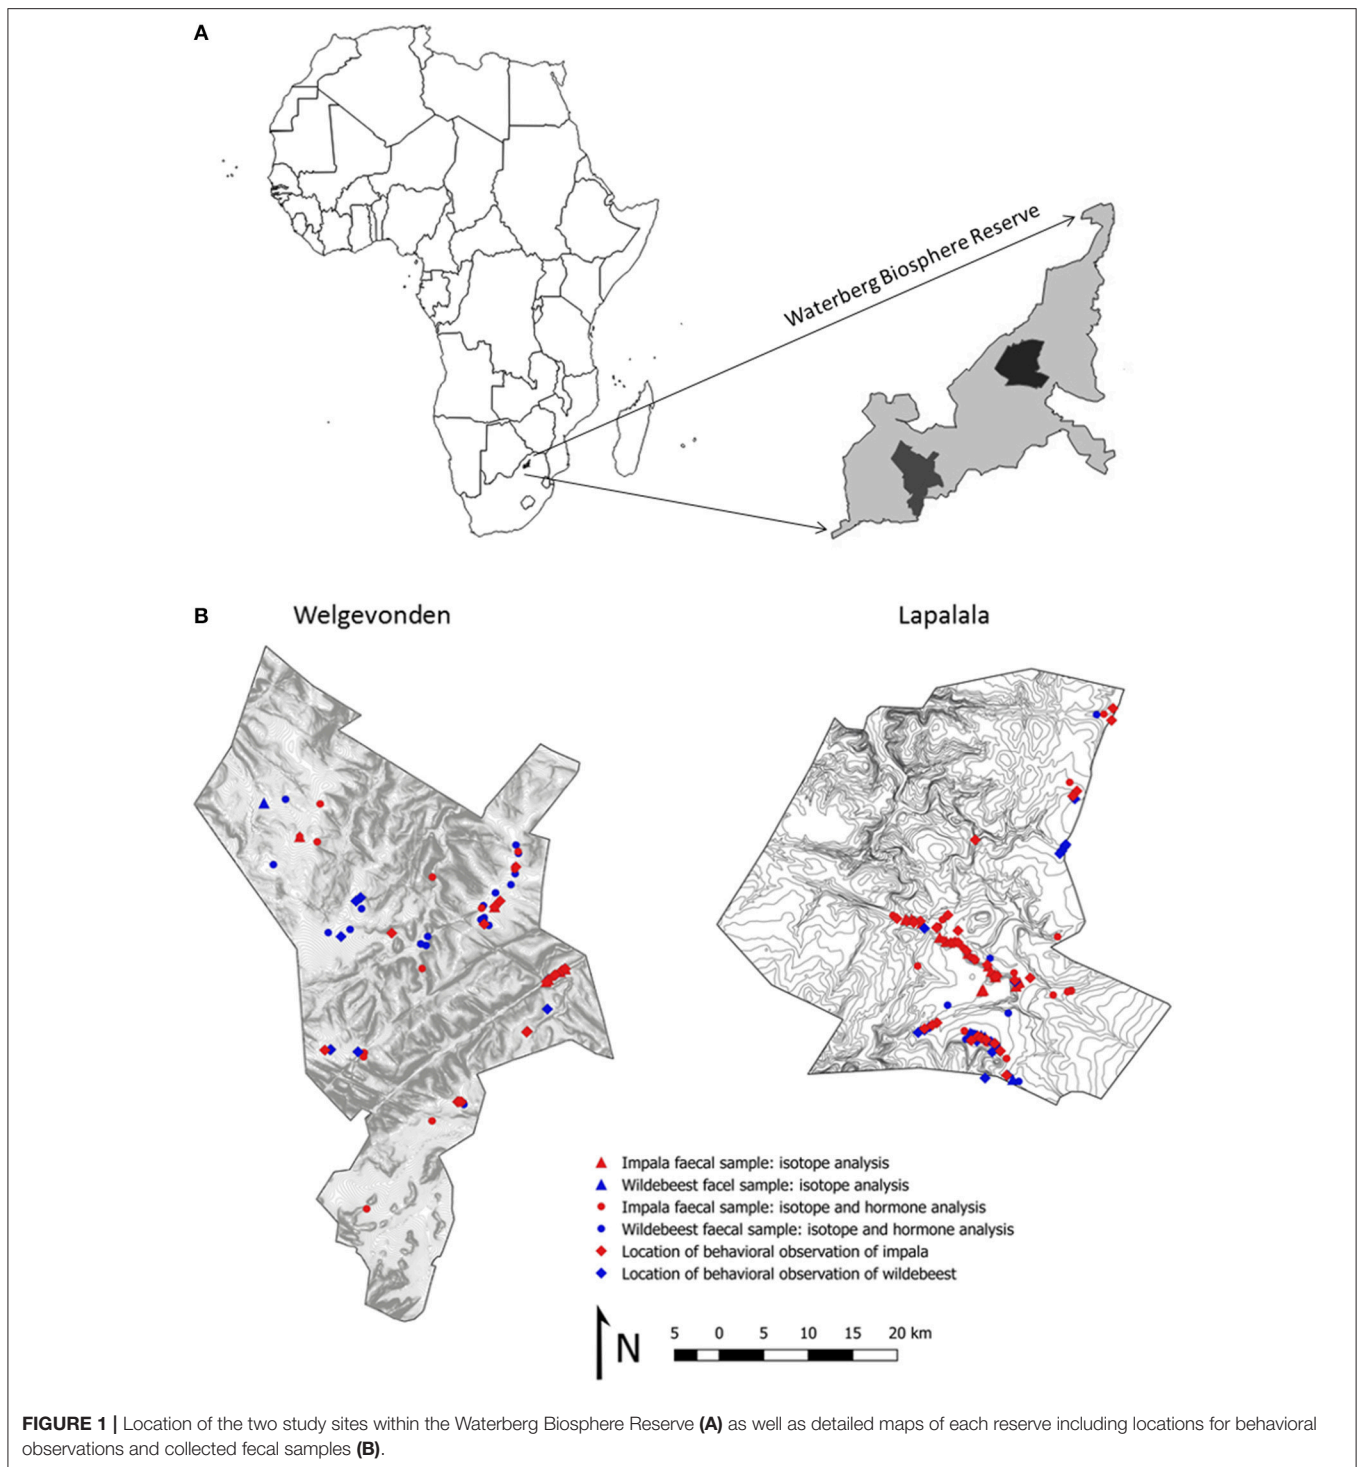 A
Waterberg Biosphere Reserve
B
Welgevonden
Lapalala
Impala faecal sample: isotope analysis
Wildebeest facel sample: isotope analysis
Impala faecal sample: isotope and hormone analysis
Wildebeest faecal sample: isotope and hormone analysis
Location of behavioral observation of impala
Location of behavioral observation of wildebeest
N
5 0 5 10 15 20 km
FIGURE 1 | Location of the two study sites within the Waterberg Biosphere Reserve (A) as well as detailed maps of each reserve including locations for behavioral
observations and collected fecal samples (B).